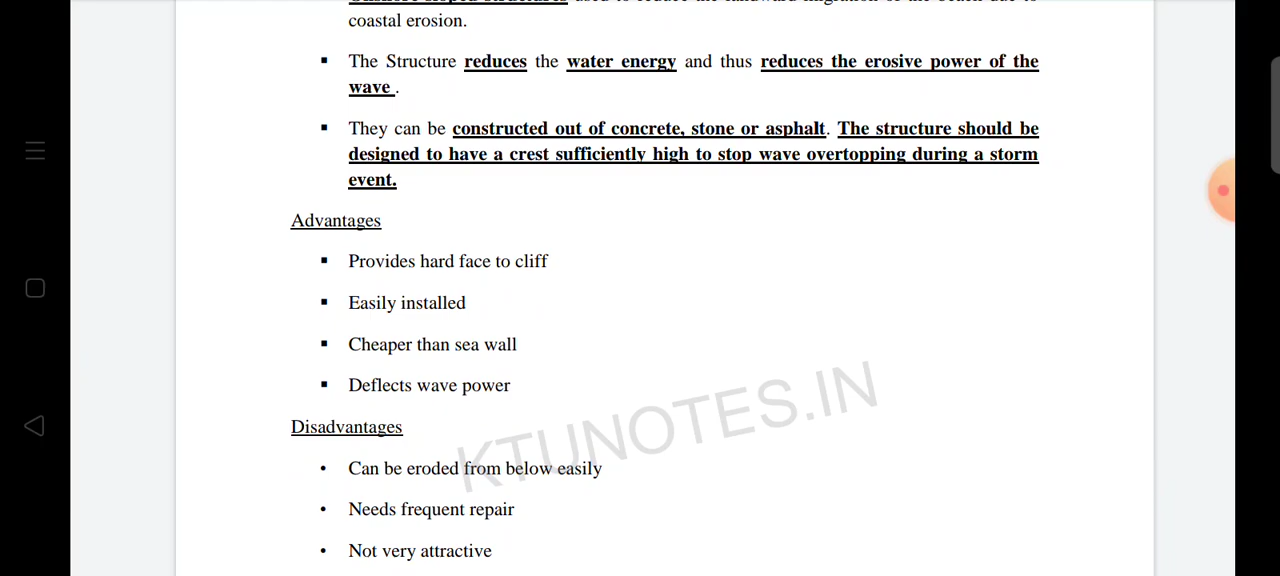 coastal erosion.
▪ The Structure reduces the water energy and thus reduces the erosive power of the
wave .
▪ They can be constructed out of concrete, stone or asphalt. The structure should be
designed to have a crest sufficiently high to stop wave overtopping during a storm
event.
Advantages
▪ Provides hard face to cliff
▪ Easily installed
▪ Cheaper than sea wall
▪ Deflects wave power
Disadvantages
• Can be eroded from below easily
• Needs frequent repair
• Not very attractive
KTUNOTES.IN